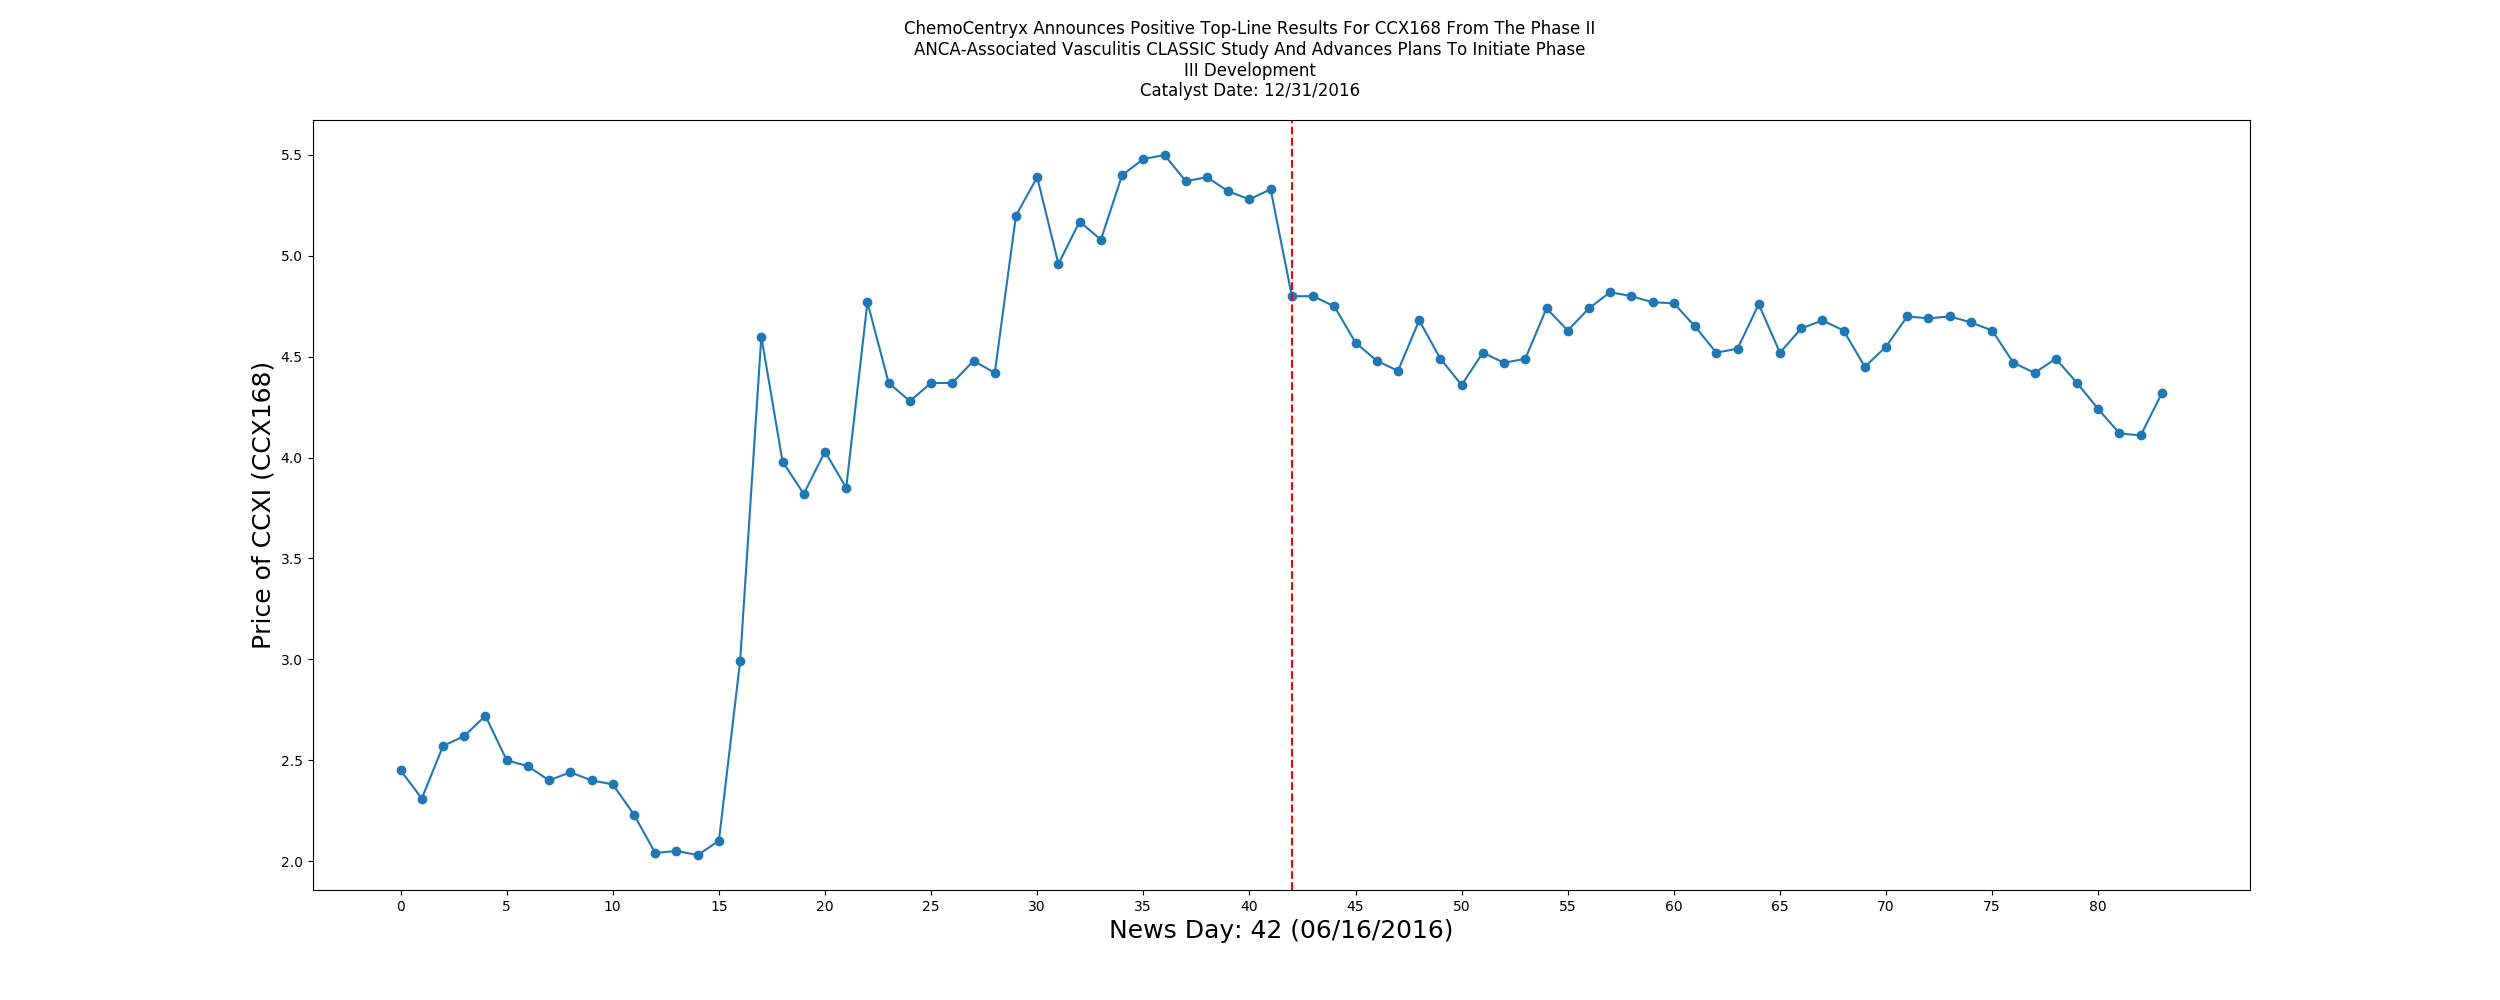 ChemoCentryx Announces Positive Top-Line Results For CCX168 From The Phase II
ANCA-Associated Vasculitis CLASSIC Study And Advances Plans To Initiate Phase
III Development
Catalyst Date: 12/31/2016
Price of CCXI (CCX168)
5.5
5.0
4.5
4.0
3.5
3.0
2.5
2.0
0 5 10 15 20 25 30 35 40 45 50 55 60 65 70 75 80
News Day: 42 (06/16/2016)